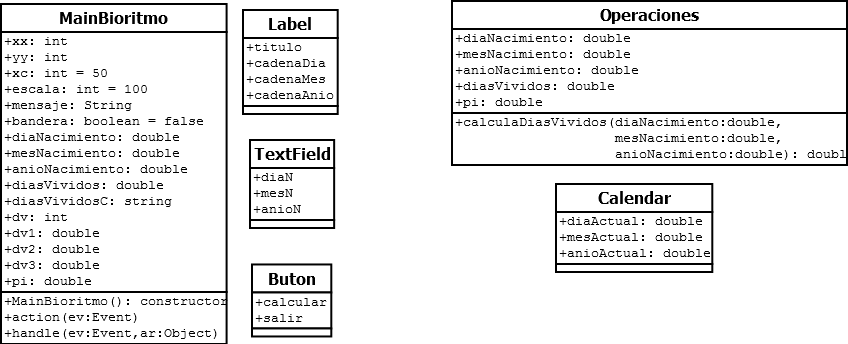 MainBioritmo
+xx: int
+yy: int
+xc: int = 50
+escala: int = 100
+mensaje: String
+bandera: boolean = false
+diaNacimiento: double
+mesNacimiento: double
+anioNacimiento: double
+diasVividos: double
+diasVividosC: string
+dv: int
+dv1: double
+dv2: double
+dv3: double
+pi: double
+MainBioritmo(): constructor
+action(ev:Event)
+handle(ev:Event,ar:Object)
Label
+titulo
+cadenaDia
+cadenaMes
+cadenaAnio
TextField
+diaN
+mesN
+anioN
Buton
+calcular
+salir
Operaciones
+diaNacimiento: double
+mesNacimiento: double
+anioNacimiento: double
+diasVividos: double
+pi: double
+calculaDiasVividos(diaNacimiento:double,
mesNacimiento:double,
anioNacimiento:double): doubl
Calendar
+diaActual: double
+mesActual: double
+anioActual: double